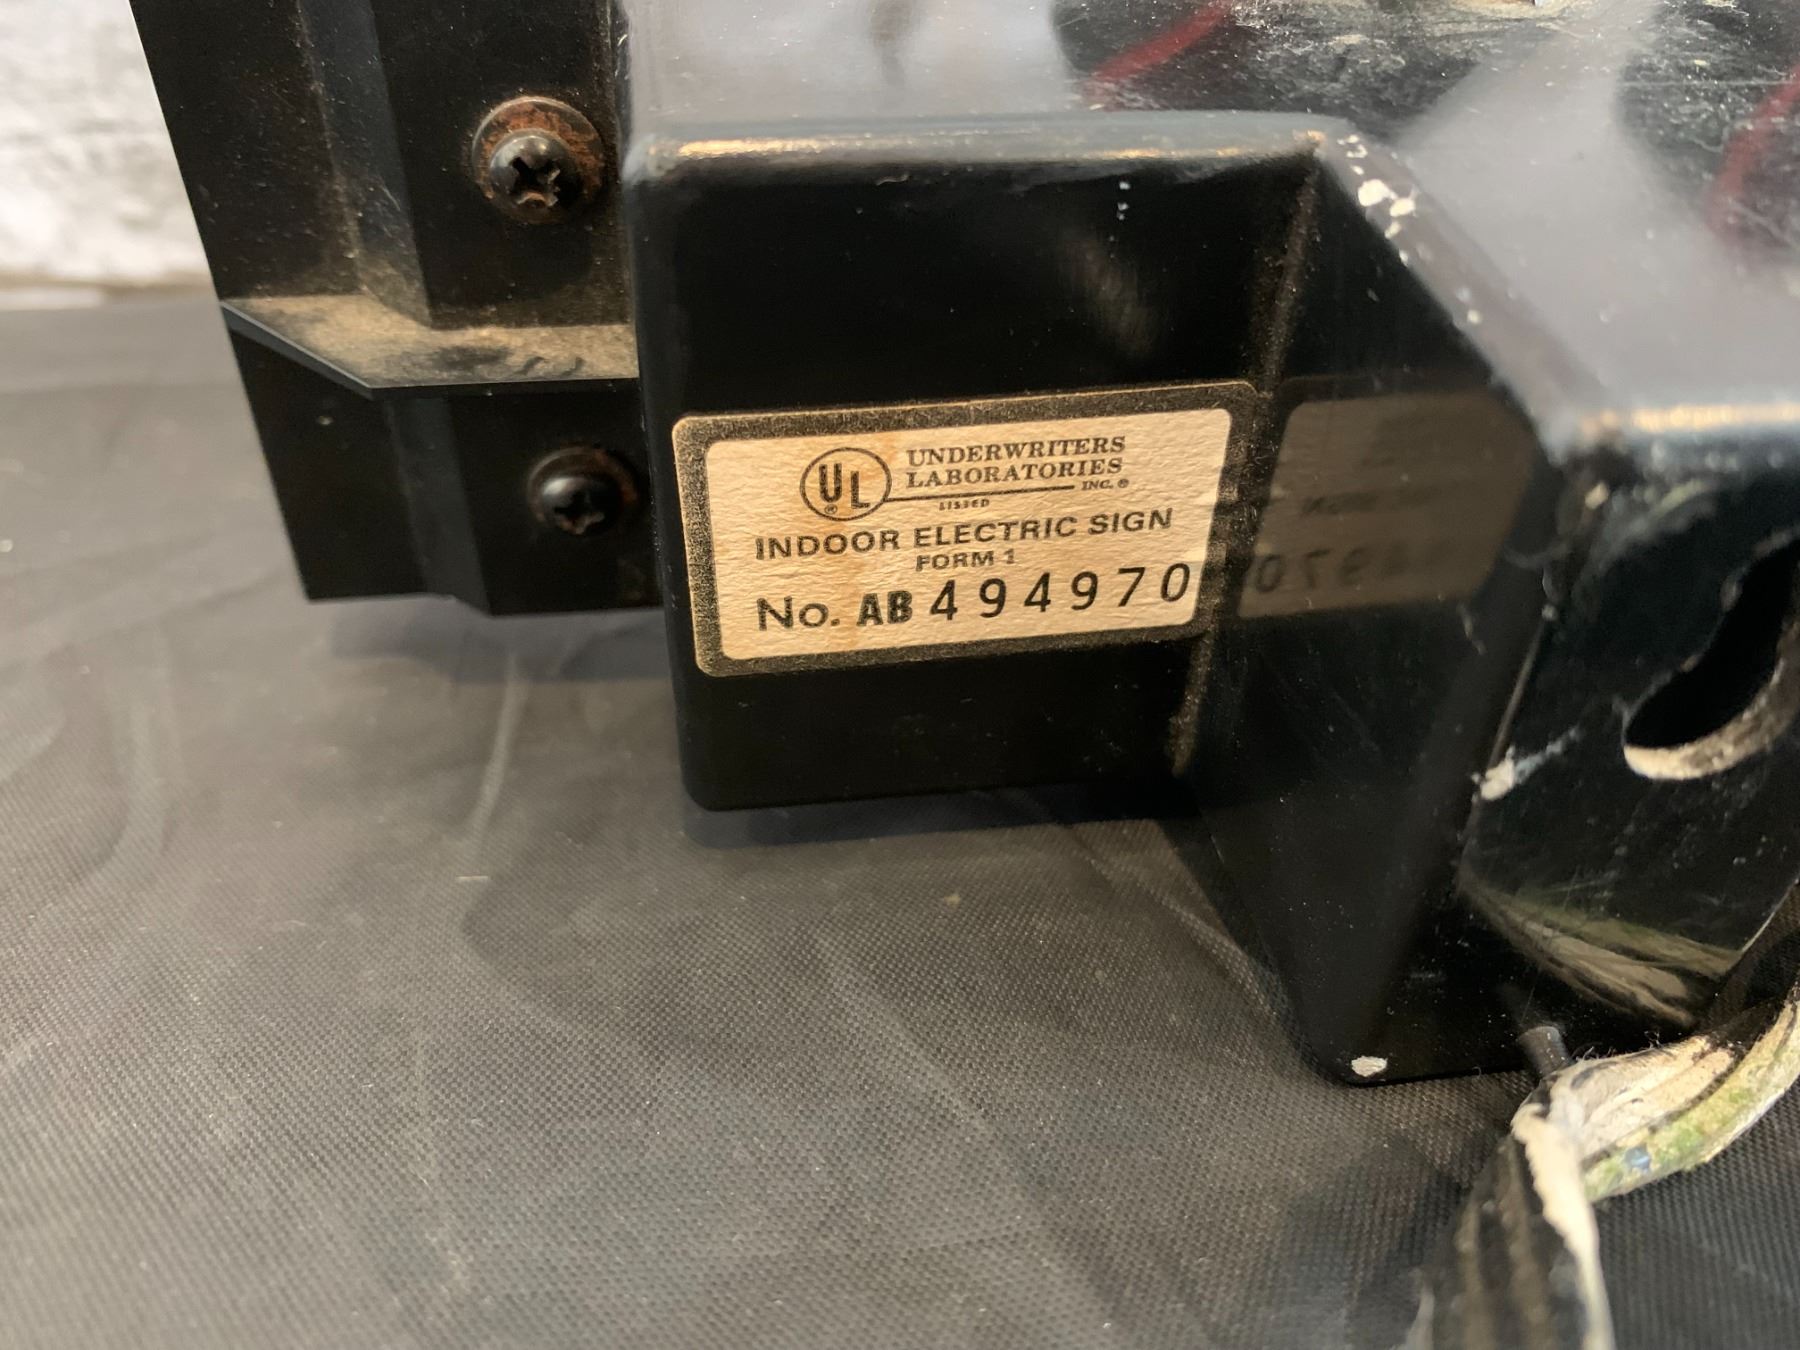 UL ®
UNDERWRITERS
LABORATORIES
INC. ®
LISTED
INDOOR ELECTRIC SIGN
FORM 1
No. AB 494970